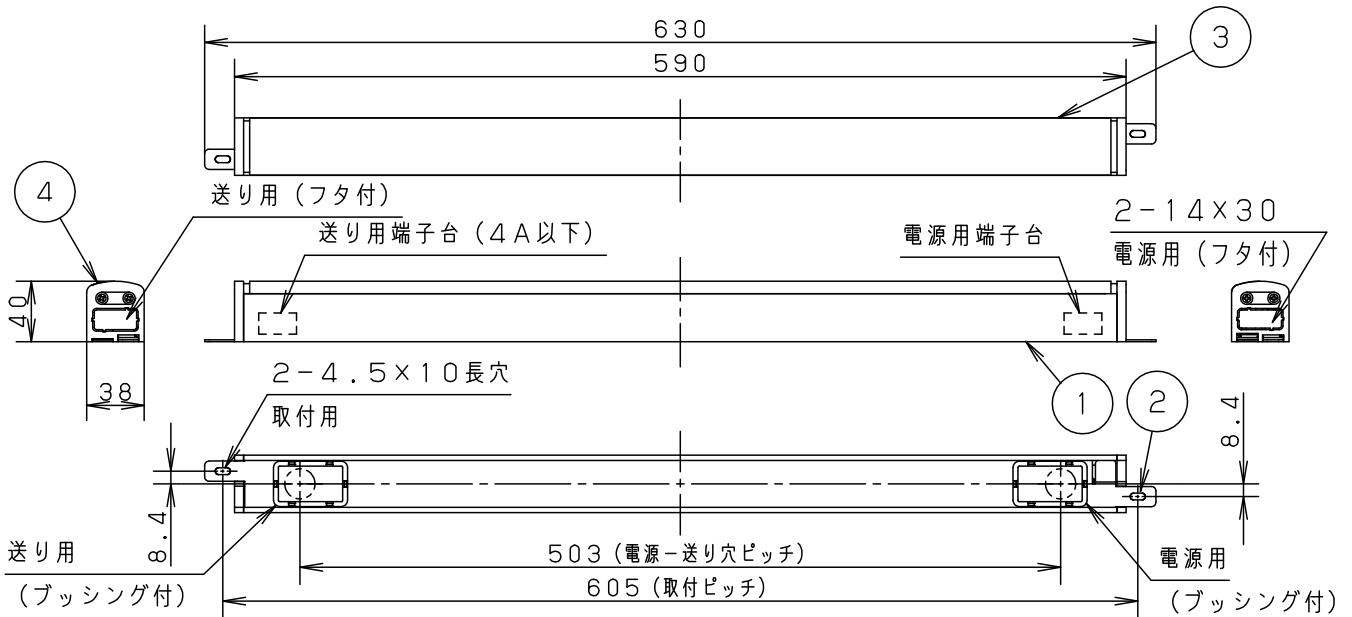 630
590
3
4
送り用（フタ付）
送り用端子台（4A以下）
電源用端子台
2-14×30
電源用（フタ付）
40
38
2-4.5×10長穴
取付用
1
2
8.4
8.4
送り用
（ブッシング付）
503（電源-送り穴ピッチ）
605（取付ピッチ）
電源用
（ブッシング付）